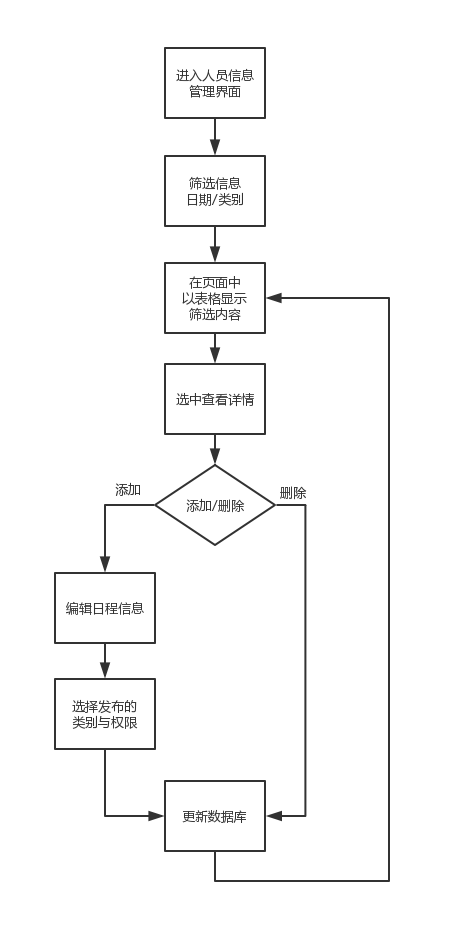 进入人员信息
管理界面
筛选信息
日期/类别
在页面中
以表格显示
筛选内容
选中查看详情
添加
删除
添加/删除
编辑日程信息
选择发布的
类别与权限
更新数据库